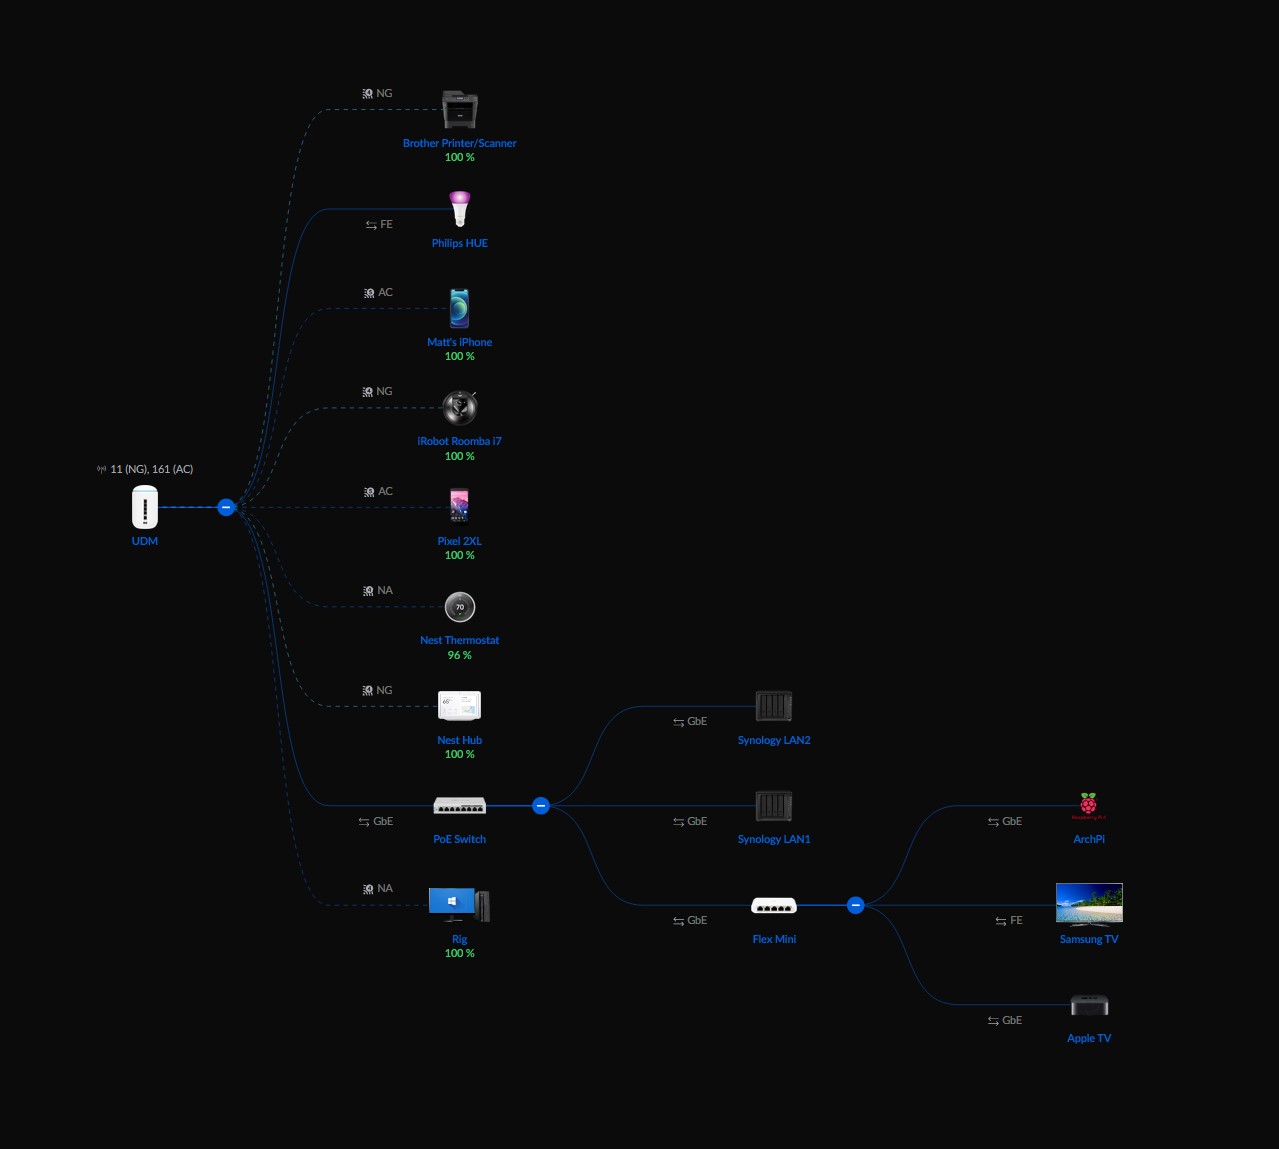 NG
Brother Printer/Scanner
100 %
FE
Philips HUE
AC
Matt's iPhone
100 %
NG
iRobot Roomba i7
100 %
11 (NG), 161 (AC)
UDM
AC
Pixel 2XL
100 %
NA
70
Nest Thermostat
96 %
NG
65
Nest Hub
100 %
GbE
Synology LAN2
GbE
PoE Switch
GbE
Synology LAN1
GbE
ArchPi
NA
Rig
100 %
GbE
Flex Mini
FE
Samsung TV
GbE
Apple TV